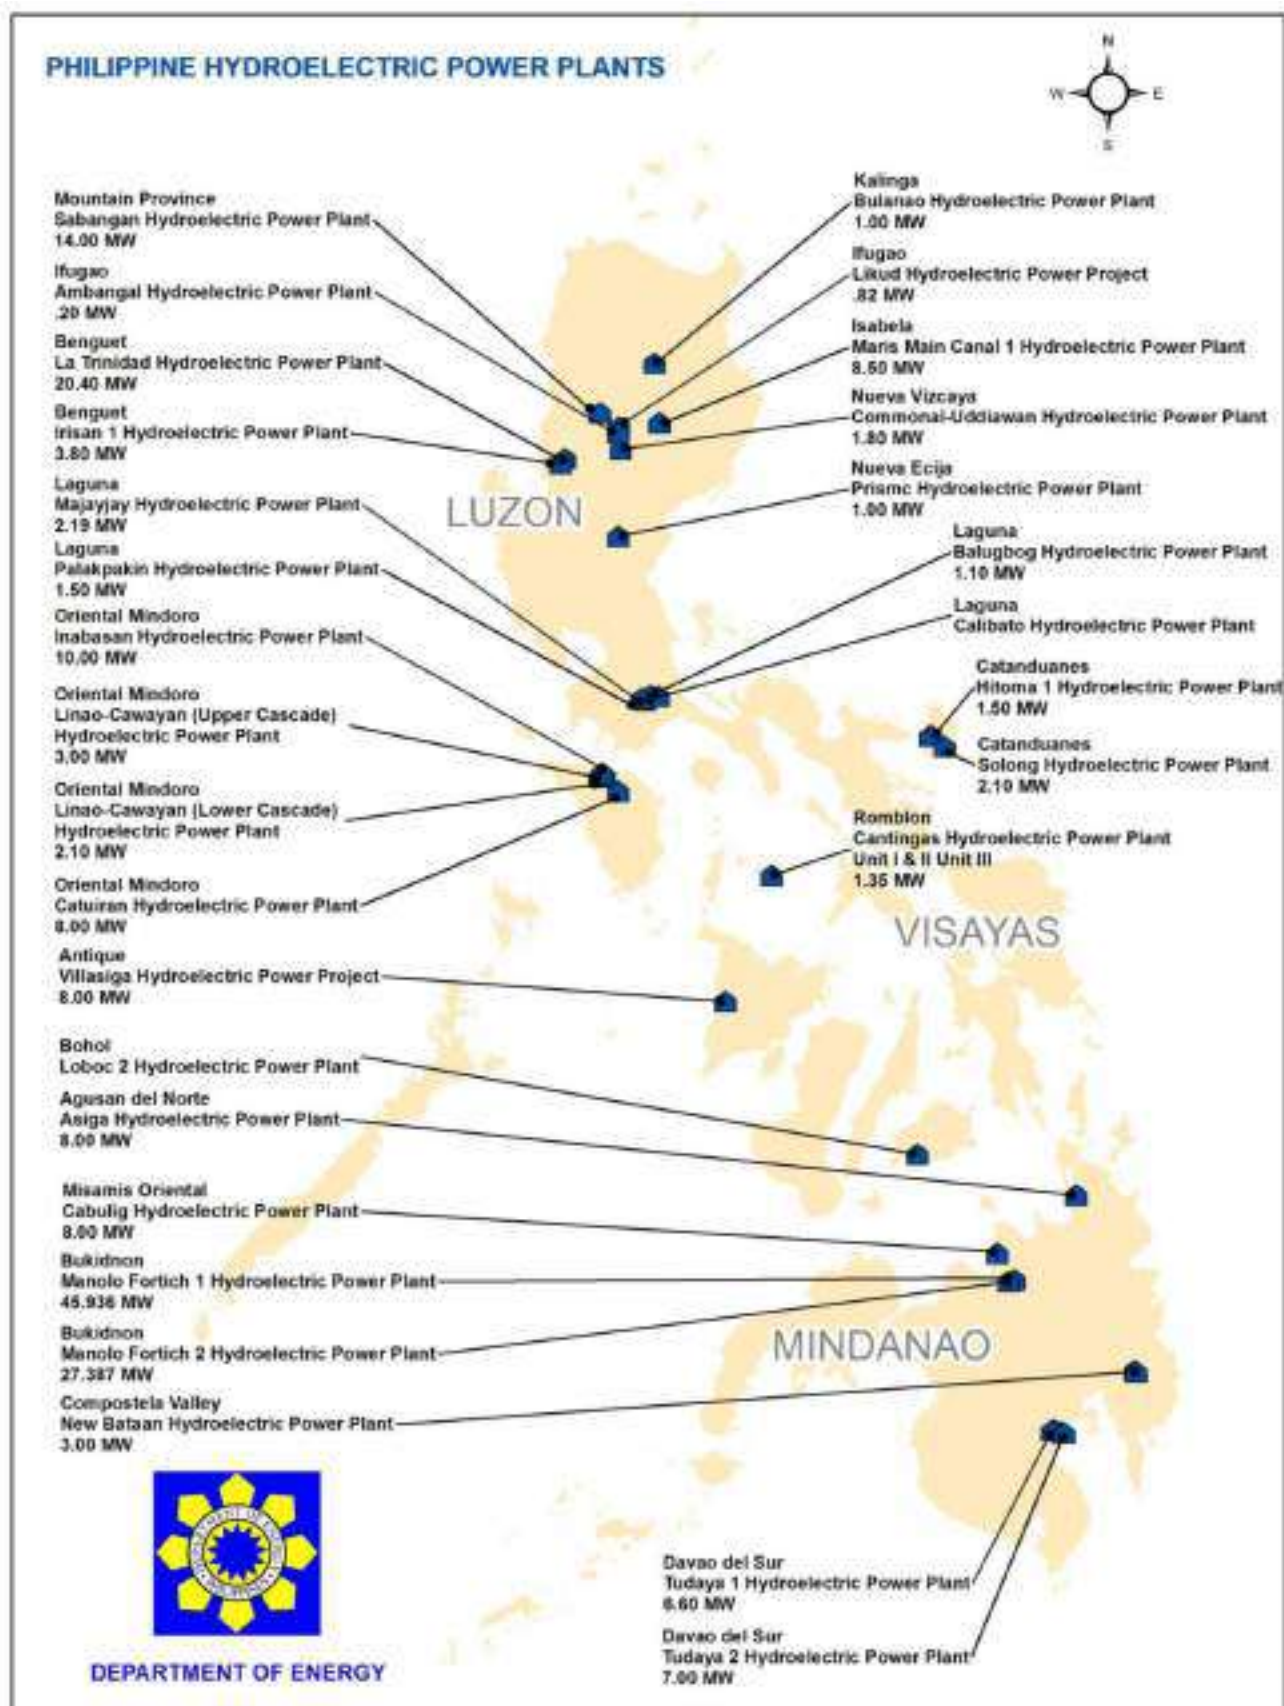 PHILIPPINE HYDROELECTRIC POWER PLANTS
N
W
E
S
Mountain Province
Sabangan Hydroelectric Power Plant
14.00 MW
Ifugao
Ambangal Hydroelectric Power Plant
.20 MW
Benguet
La Trinidad Hydroelectric Power Plant
20.40 MW
Benguet
Irisan 1 Hydroelectric Power Plant
3.80 MW
Laguna
Majayjay Hydroelectric Power Plant
2.19 MW
Laguna
Palakpakin Hydroelectric Power Plant
1.50 MW
Oriental Mindoro
Inabasan Hydroelectric Power Plant
10.00 MW
Oriental Mindoro
Linao-Cawayan (Upper Cascade)
Hydroelectric Power Plant
3.00 MW
Oriental Mindoro
Linao-Cawayan (Lower Cascade)
Hydroelectric Power Plant
2.10 MW
Oriental Mindoro
Catuiran Hydroelectric Power Plant
8.00 MW
Antique
Villasiga Hydroelectric Power Project
8.00 MW
Bohol
Loboc 2 Hydroelectric Power Plant
Agusan del Norte
Asiga Hydroelectric Power Plant
8.00 MW
Misamis Oriental
Cabulig Hydroelectric Power Plant
8.00 MW
Bukidnon
Manolo Fortich 1 Hydroelectric Power Plant
45.936 MW
Bukidnon
Manolo Fortich 2 Hydroelectric Power Plant
27.387 MW
Compostela Valley
New Bataan Hydroelectric Power Plant
3.00 MW
Kalinga
Bulanao Hydroelectric Power Plant
1.00 MW
Ifugao
Likud Hydroelectric Power Project
.82 MW
Isabela
Maris Main Canal 1 Hydroelectric Power Plant
8.50 MW
Nueva Vizcaya
Commonal-Uddiawan Hydroelectric Power Plant
1.80 MW
Nueva Ecija
Prismc Hydroelectric Power Plant
1.00 MW
Laguna
Balugbog Hydroelectric Power Plant
1.10 MW
Laguna
Calibato Hydroelectric Power Plant
Catanduanes
Hitoma 1 Hydroelectric Power Plant
1.50 MW
Catanduanes
Solong Hydroelectric Power Plant
2.10 MW
Romblon
Cantingas Hydroelectric Power Plant
Unit I & II Unit III
1.35 MW
LUZON
VISAYAS
MINDANAO
Davao del Sur
Tudaya 1 Hydroelectric Power Plant
6.60 MW
Davao del Sur
Tudaya 2 Hydroelectric Power Plant
7.00 MW
DEPARTMENT OF ENERGY
PHILIPPINES
DEPARTMENT OF ENERGY